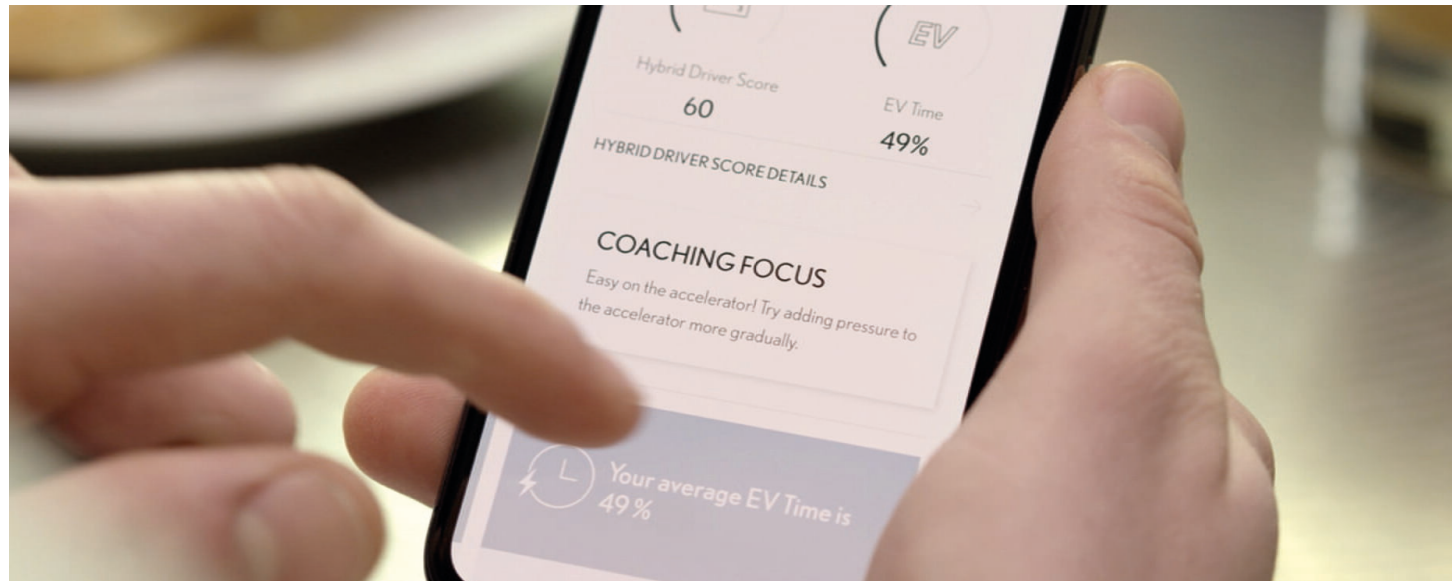 EV
Hybrid Driver Score
60
EV Time
49%
HYBRID DRIVER SCORE DETAILS
COACHING FOCUS
Easy on the accelerator! Try adding pressure to
the accelerator more gradually.
Your average EV Time is
49%